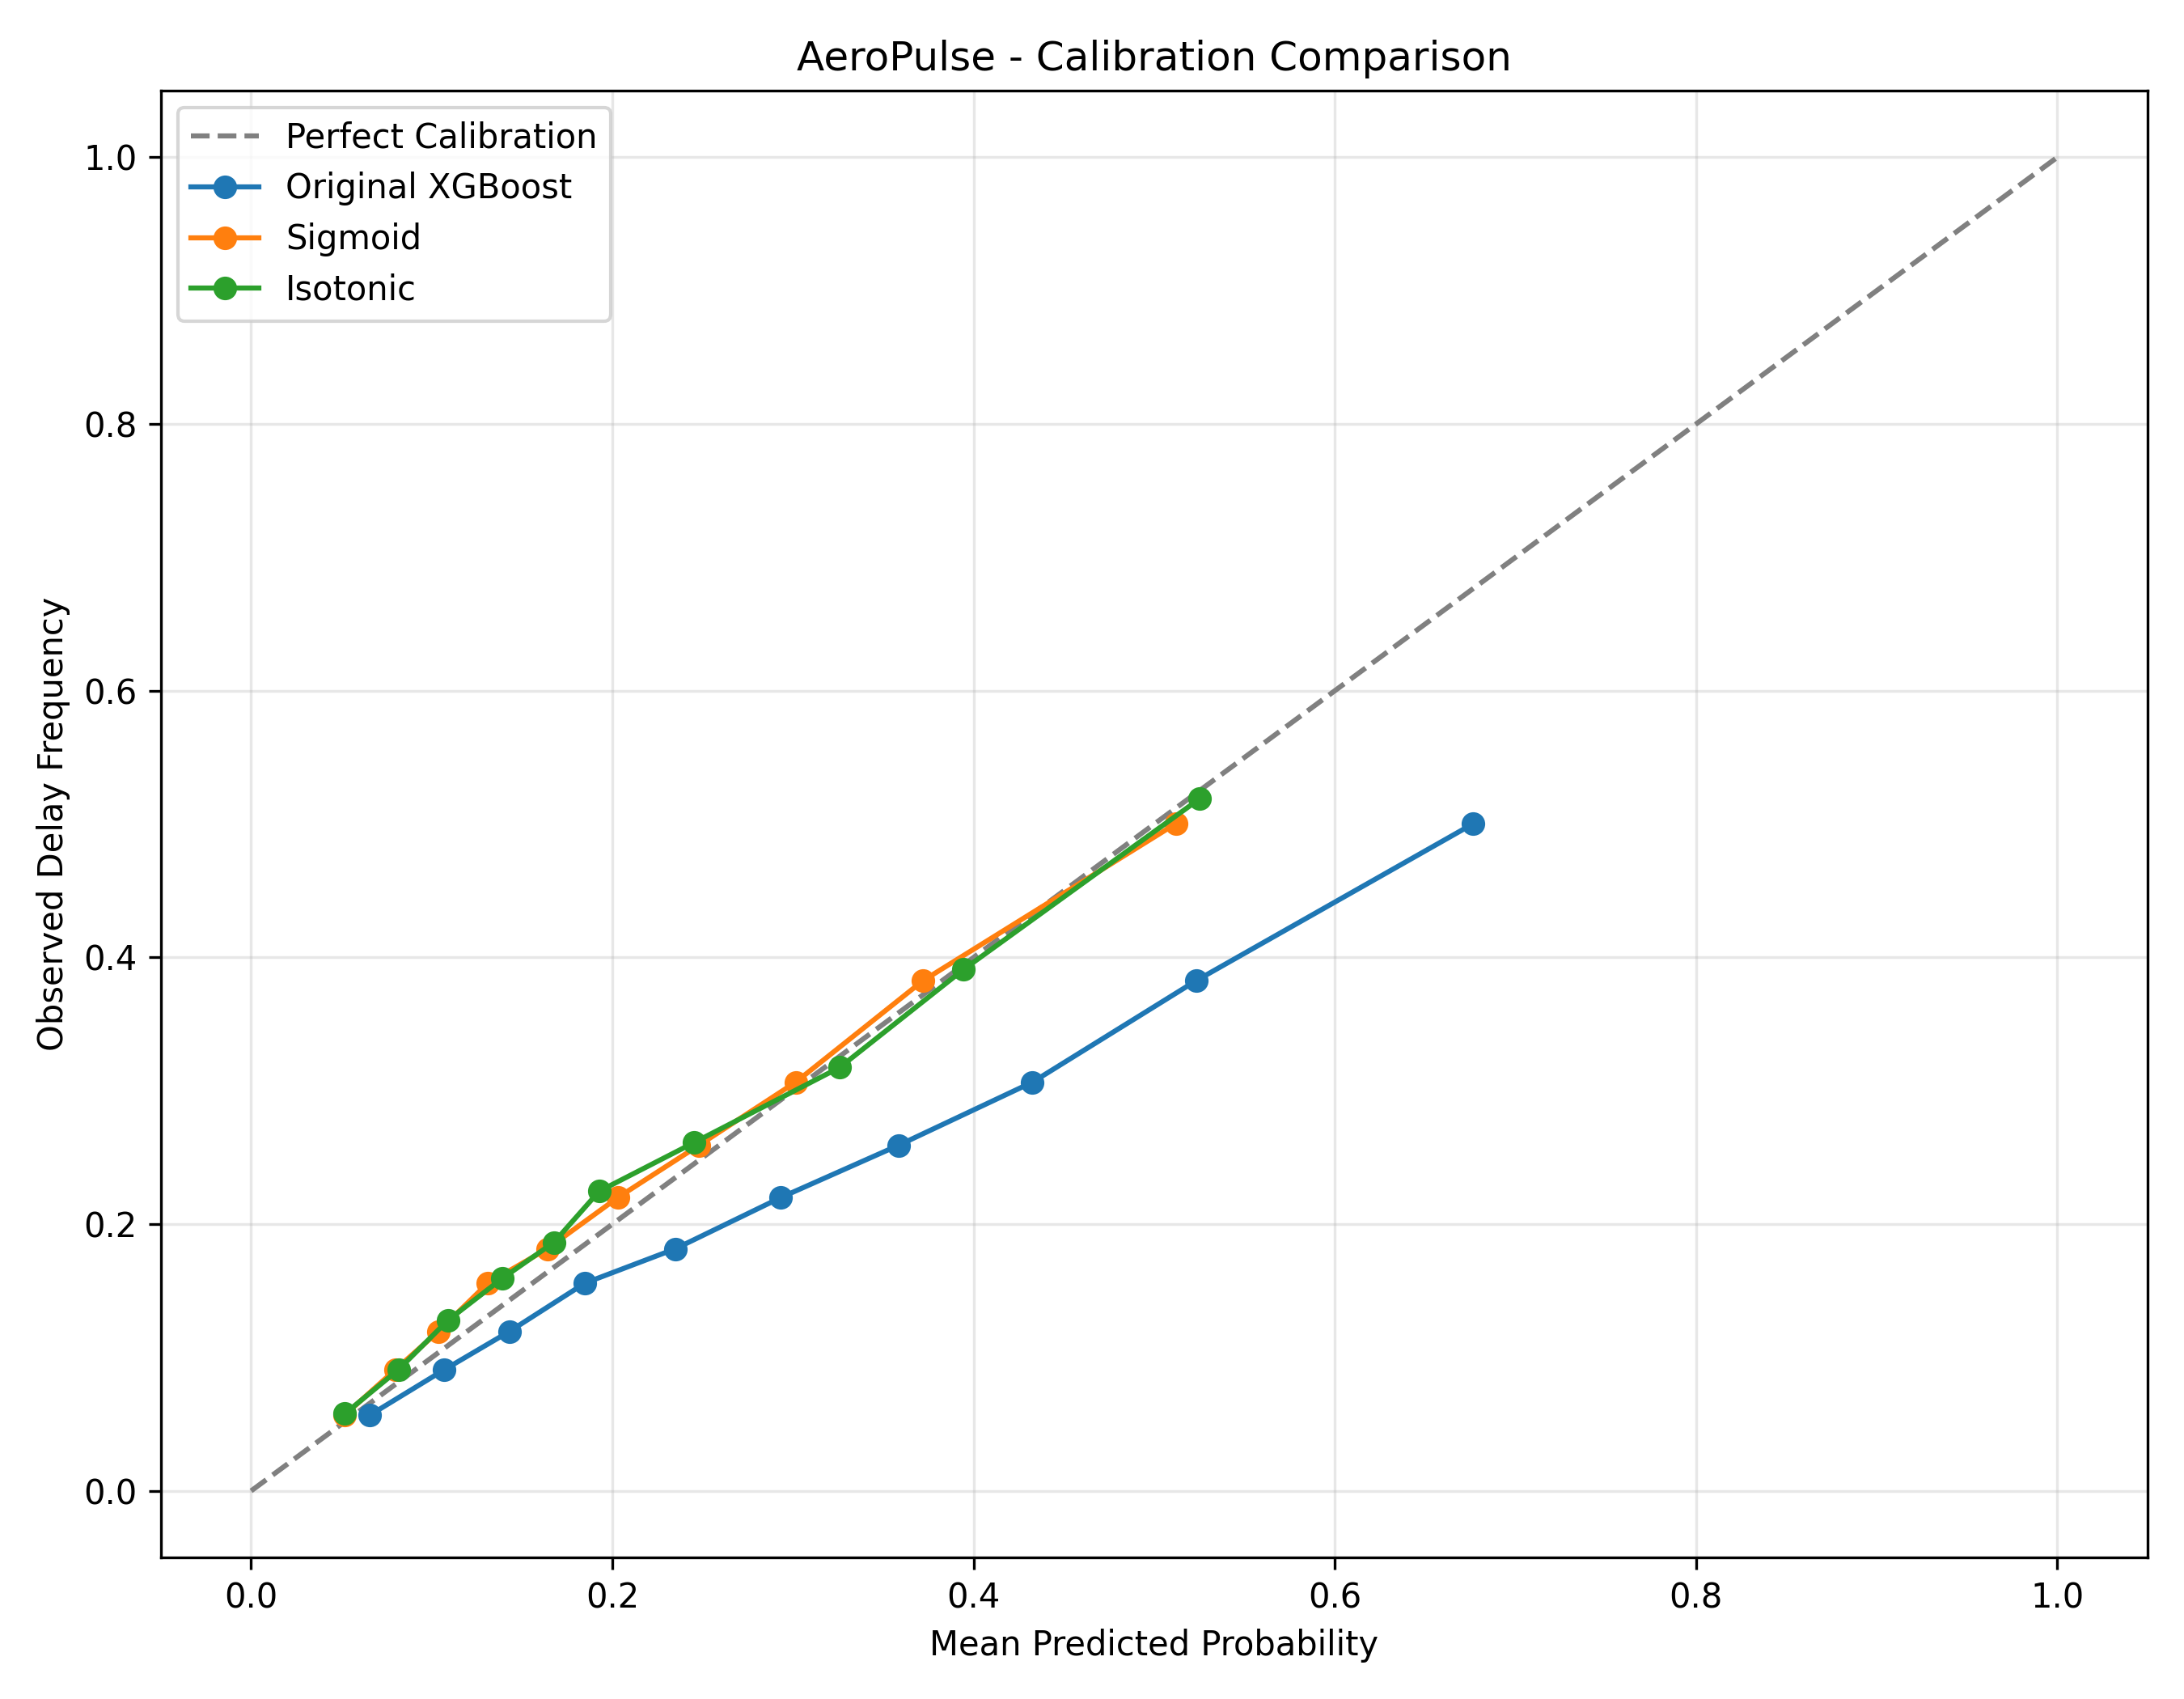 AeroPulse - Calibration Comparison
Perfect Calibration
Original XGBoost
Sigmoid
Isotonic
Observed Delay Frequency
1.0
0.8
0.6
0.4
0.2
0.0
0.0 0.2 0.4 0.6 0.8 1.0
Mean Predicted Probability